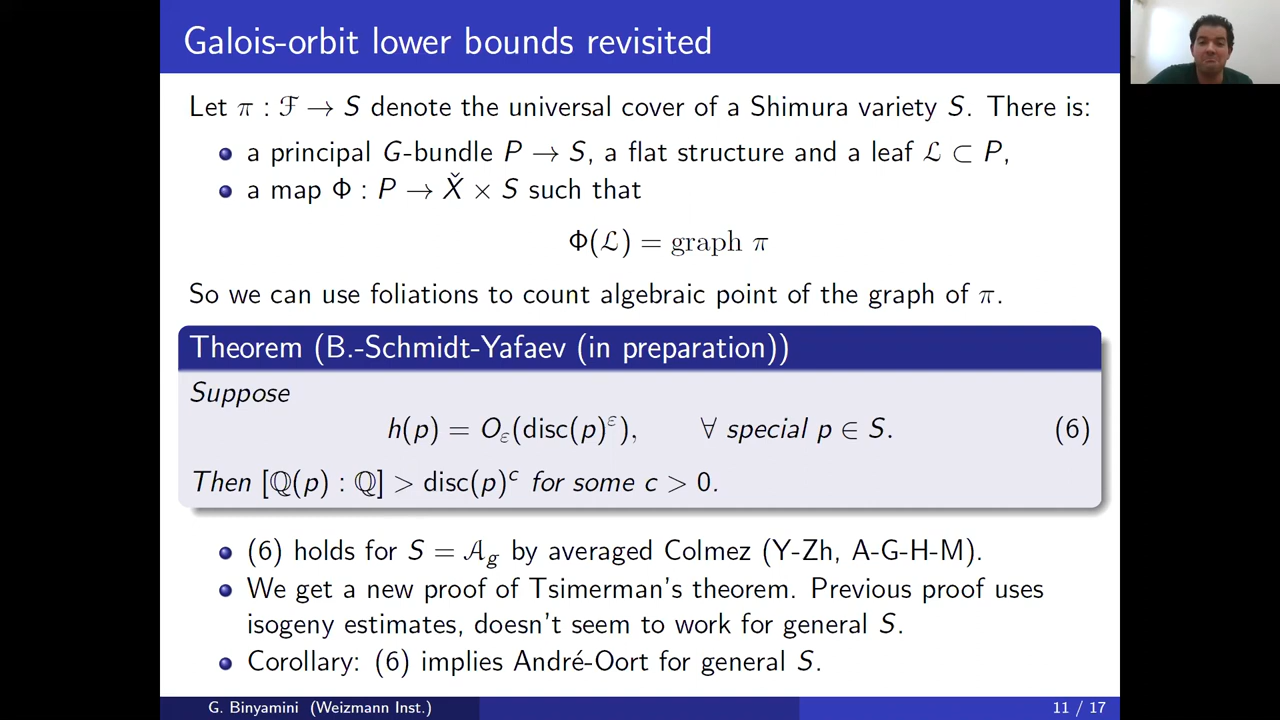 Galois-orbit lower bounds revisited
Let π : ℱ → S denote the universal cover of a Shimura variety S. There is:
a principal G-bundle P → S, a flat structure and a leaf ℒ ⊂ P,
a map Φ : P → X̌ × S such that
Φ(ℒ) = graph π
So we can use foliations to count algebraic point of the graph of π.
Theorem (B.-Schmidt-Yafaev (in preparation))
Suppose
h(p) = O_ε(disc(p)^ε), ∀ special p ∈ S. (6)
Then [ℚ(p) : ℚ] > disc(p)^c for some c > 0.
(6) holds for S = 𝒜_g by averaged Colmez (Y-Zh, A-G-H-M).
We get a new proof of Tsimerman's theorem. Previous proof uses
isogeny estimates, doesn't seem to work for general S.
Corollary: (6) implies André-Oort for general S.
G. Binyamini (Weizmann Inst.) 11 / 17